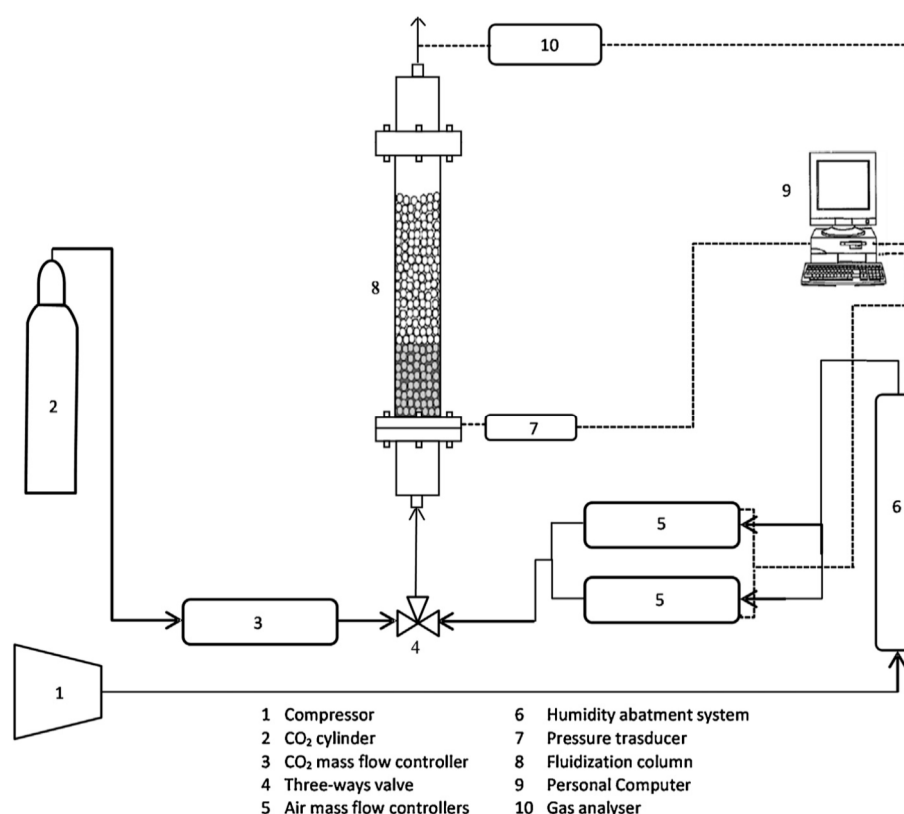 10
9
8
2
7
6
5
5
3
4
1
1 Compressor
2 CO₂ cylinder
3 CO₂ mass flow controller
4 Three-ways valve
5 Air mass flow controllers
6 Humidity abatment system
7 Pressure trasducer
8 Fluidization column
9 Personal Computer
10 Gas analyser